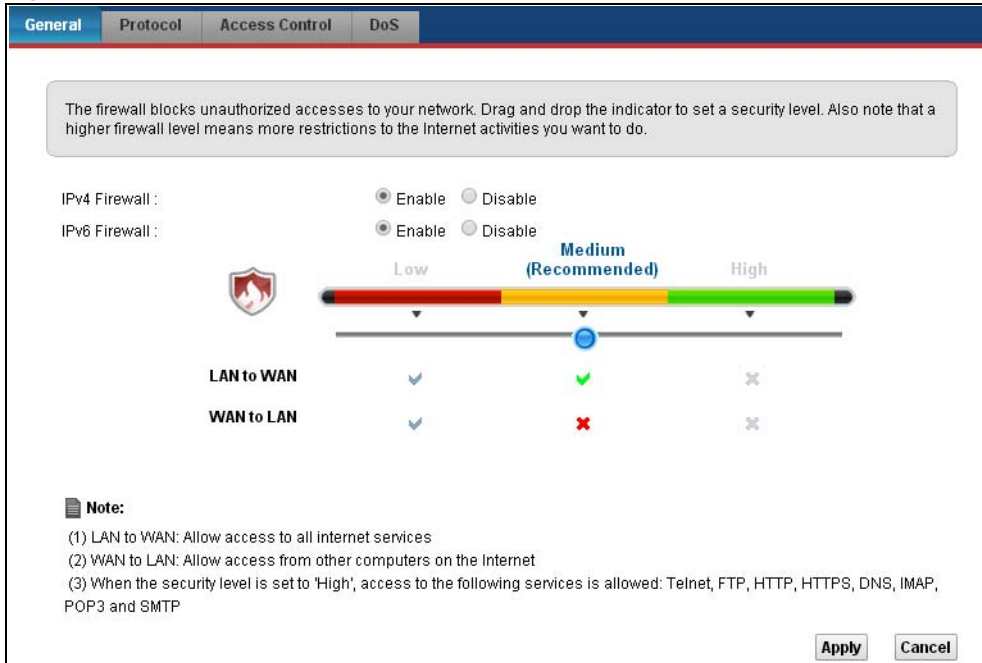 General Protocol Access Control DoS
The firewall blocks unauthorized accesses to your network. Drag and drop the indicator to set a security level. Also note that a
higher firewall level means more restrictions to the Internet activities you want to do.
IPv4 Firewall : Enable Disable
IPv6 Firewall : Enable Disable
Low Medium (Recommended) High
LAN to WAN
WAN to LAN
Note:
(1) LAN to WAN: Allow access to all internet services
(2) WAN to LAN: Allow access from other computers on the Internet
(3) When the security level is set to 'High', access to the following services is allowed: Telnet, FTP, HTTP, HTTPS, DNS, IMAP,
POP3 and SMTP
Apply Cancel